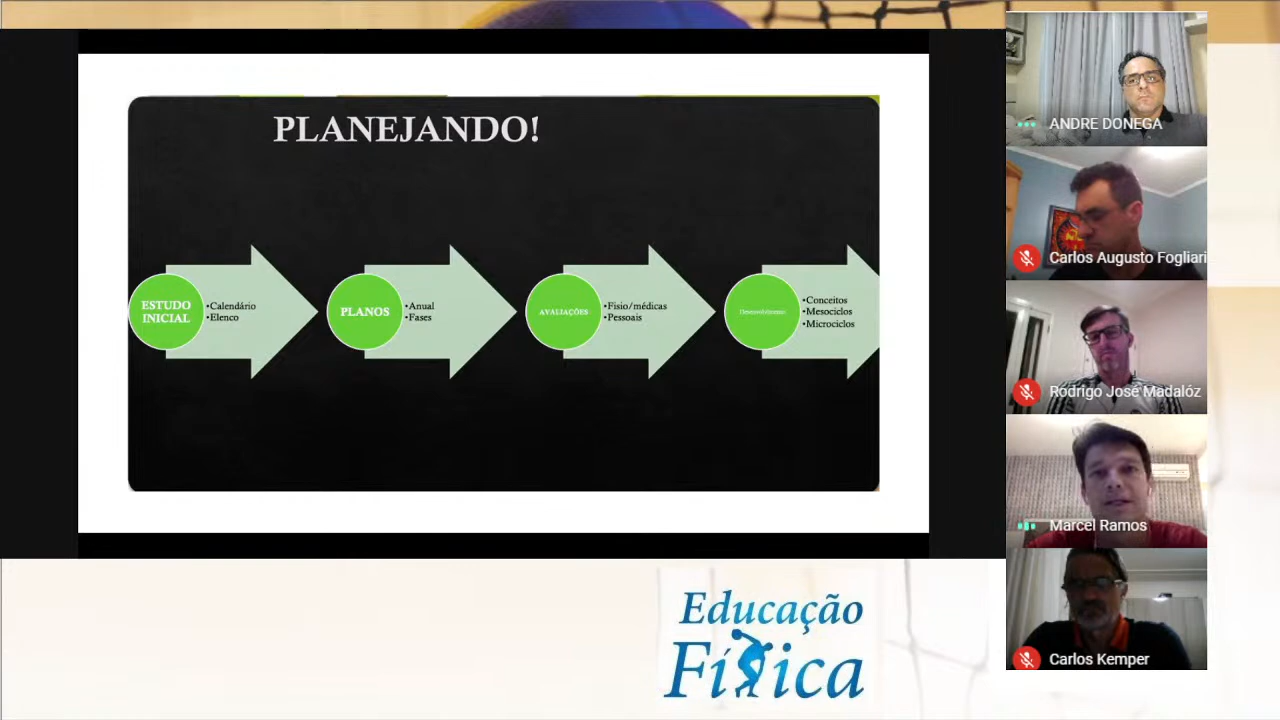 PLANEJANDO!
ESTUDO
INICIAL
•Calendário
•Elenco
PLANOS
•Anual
•Fases
AVALIAÇÕES
•Fisio/médicas
•Pessoais
Desenvolvimento
•Conceitos
•Mesociclos
•Microciclos
ANDRE DONEGA
Carlos Augusto Fogliari
Rodrigo José Madalóz
Marcel Ramos
Carlos Kemper
Educação
Física